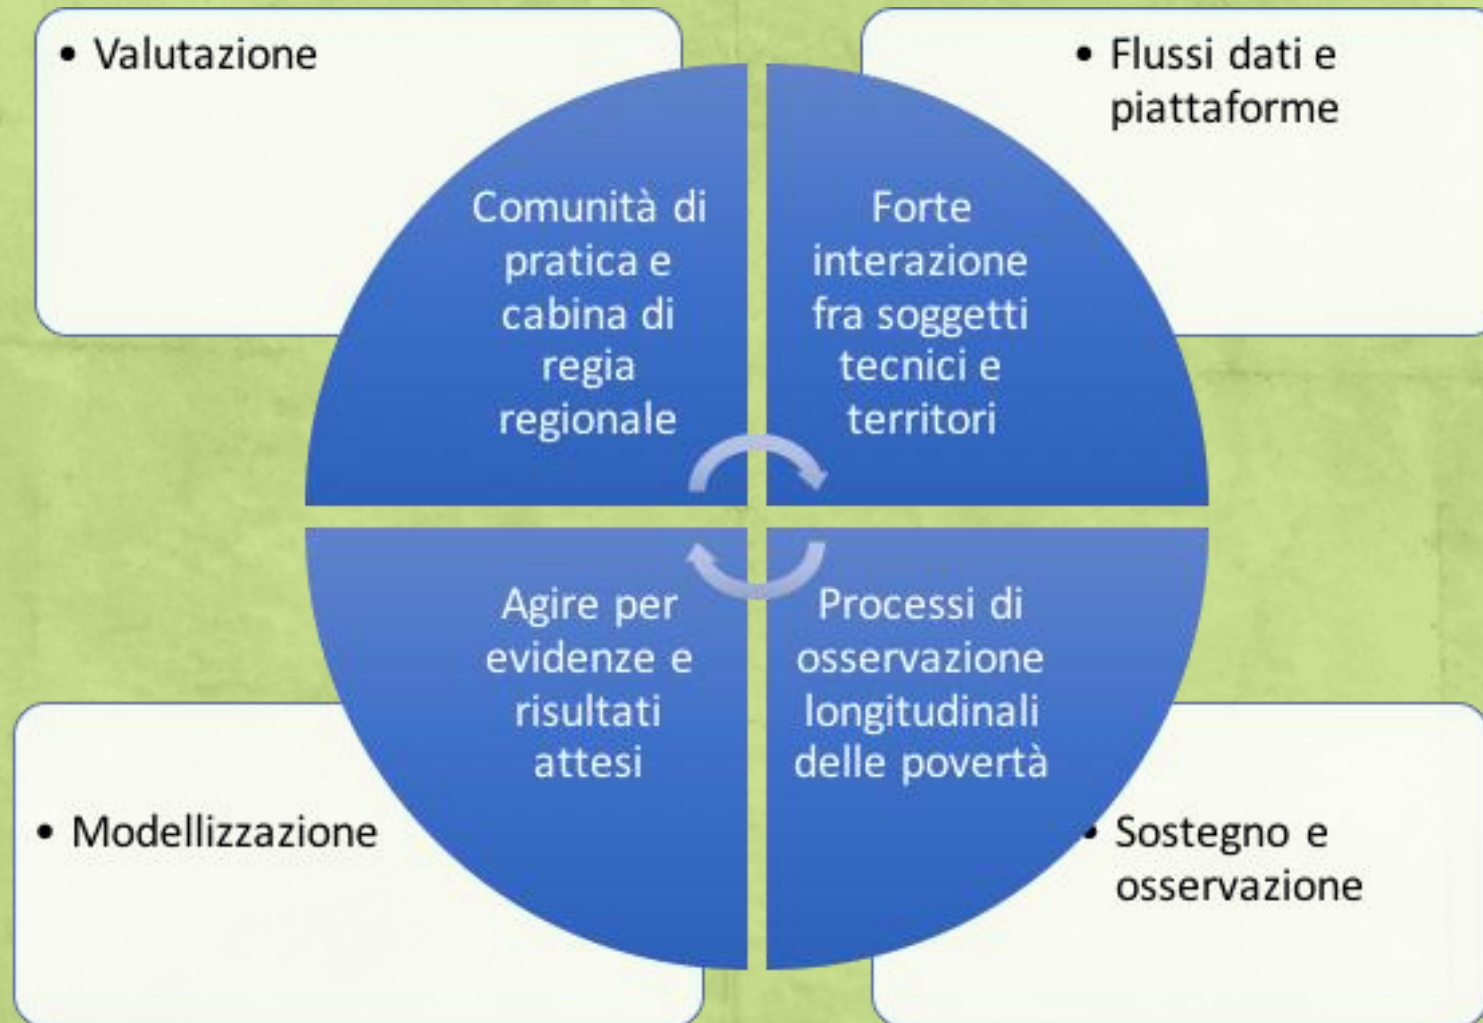 • Valutazione
• Flussi dati e
piattaforme
Comunità di
pratica e
cabina di
regia
regionale
Forte
interazione
fra soggetti
tecnici e
territori
Agire per
evidenze e
risultati
attesi
Processi di
osservazione
longitudinali
delle povertà
• Modellizzazione
• Sostegno e
osservazione